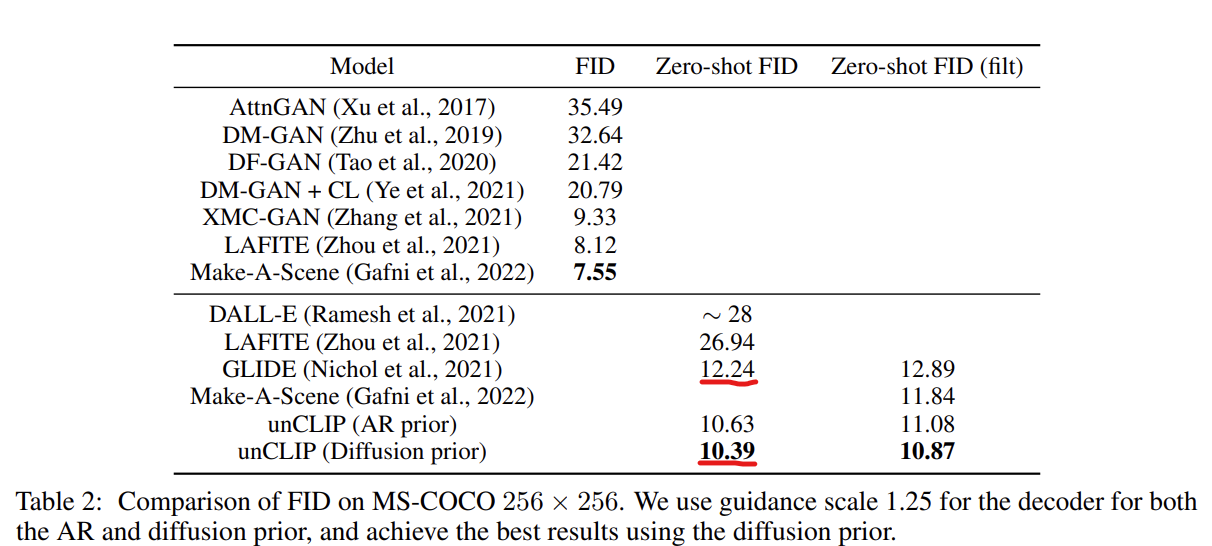 Model FID Zero-shot FID Zero-shot FID (filt)
AttnGAN (Xu et al., 2017) 35.49
DM-GAN (Zhu et al., 2019) 32.64
DF-GAN (Tao et al., 2020) 21.42
DM-GAN + CL (Ye et al., 2021) 20.79
XMC-GAN (Zhang et al., 2021) 9.33
LAFITE (Zhou et al., 2021) 8.12
Make-A-Scene (Gafni et al., 2022) 7.55
DALL-E (Ramesh et al., 2021) ∼ 28
LAFITE (Zhou et al., 2021) 26.94
GLIDE (Nichol et al., 2021) 12.24 12.89
Make-A-Scene (Gafni et al., 2022) 11.84
unCLIP (AR prior) 10.63 11.08
unCLIP (Diffusion prior) 10.39 10.87
Table 2: Comparison of FID on MS-COCO 256 × 256. We use guidance scale 1.25 for the decoder for both
the AR and diffusion prior, and achieve the best results using the diffusion prior.